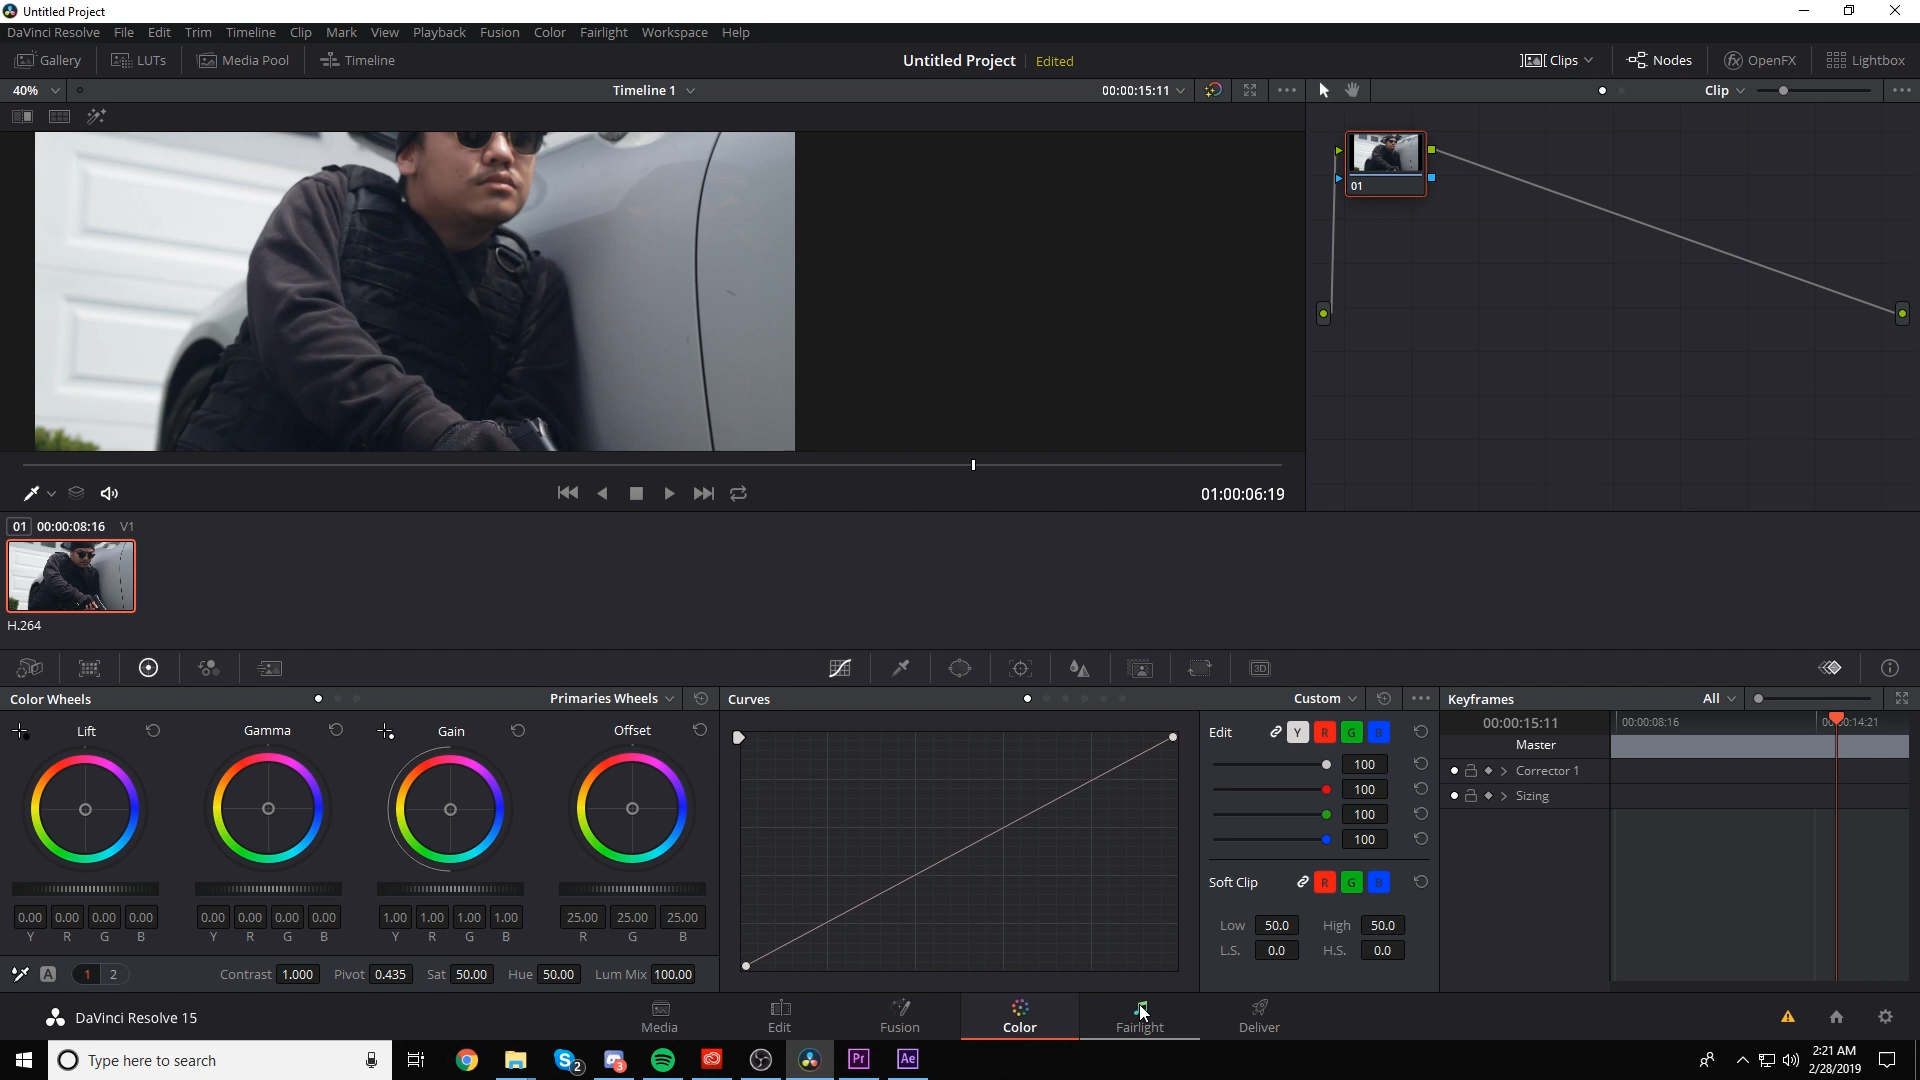 Untitled Project
DaVinci Resolve File Edit Trim Timeline Clip Mark View Playback Fusion Color Fairlight Workspace Help
Gallery LUTs Media Pool Timeline Untitled Project Edited Clips Nodes OpenFX Lightbox
40% Timeline 1 00:00:15:11 Clip
01
01:00:06:19
01 00:00:08:16 V1
H.264
3D
Color Wheels Primaries Wheels Curves Custom Keyframes All
Lift Gamma Gain Offset
Edit Y R G B
100
100
100
100
Soft Clip R G B
Low 50.0 High 50.0
L.S. 0.0 H.S. 0.0
00:00:15:11 00:00:08:16 00:00:14:21
Master
Corrector 1
Sizing
0.00 0.00 0.00 0.00 0.00 0.00 0.00 0.00 1.00 1.00 1.00 1.00 25.00 25.00 25.00
Y R G B Y R G B Y R G B R G B
A 1 2 Contrast 1.000 Pivot 0.435 Sat 50.00 Hue 50.00 Lum Mix 100.00
DaVinci Resolve 15 Media Edit Fusion Color Fairlight Deliver
Type here to search 2 3 Pr Ae 2:21 AM
2/28/2019